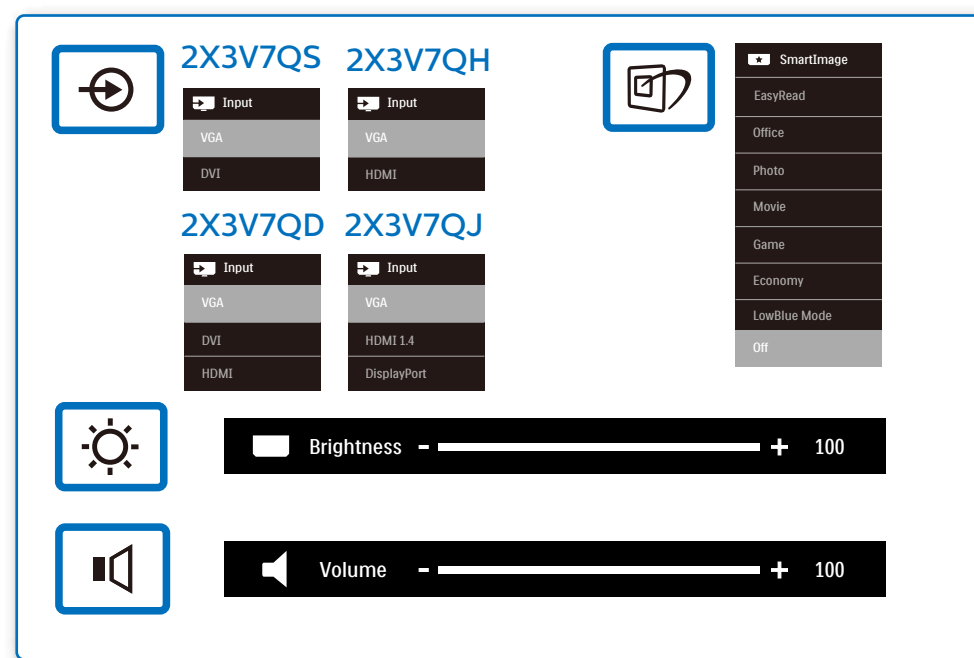 2X3V7QS
Input
VGA
DVI
2X3V7QH
Input
VGA
HDMI
2X3V7QD
Input
VGA
DVI
HDMI
2X3V7QJ
Input
VGA
HDMI 1.4
DisplayPort
SmartImage
EasyRead
Office
Photo
Movie
Game
Economy
LowBlue Mode
Off
Brightness - + 100
Volume - + 100